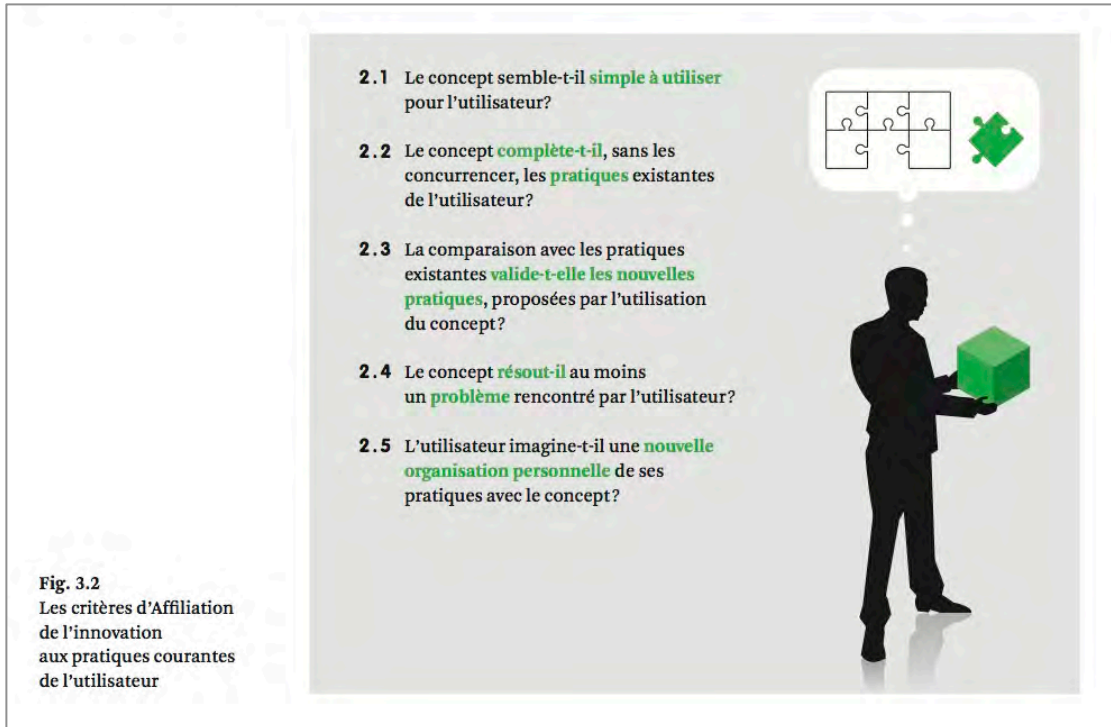 2.1 Le concept semble-t-il simple à utiliser
pour l'utilisateur?
2.2 Le concept complète-t-il, sans les
concurrencer, les pratiques existantes
de l'utilisateur?
2.3 La comparaison avec les pratiques
existantes valide-t-elle les nouvelles
pratiques, proposées par l'utilisation
du concept?
2.4 Le concept résout-il au moins
un problème rencontré par l'utilisateur?
2.5 L'utilisateur imagine-t-il une nouvelle
organisation personnelle de ses
pratiques avec le concept?
Fig. 3.2
Les critères d'Affiliation
de l'innovation
aux pratiques courantes
de l'utilisateur